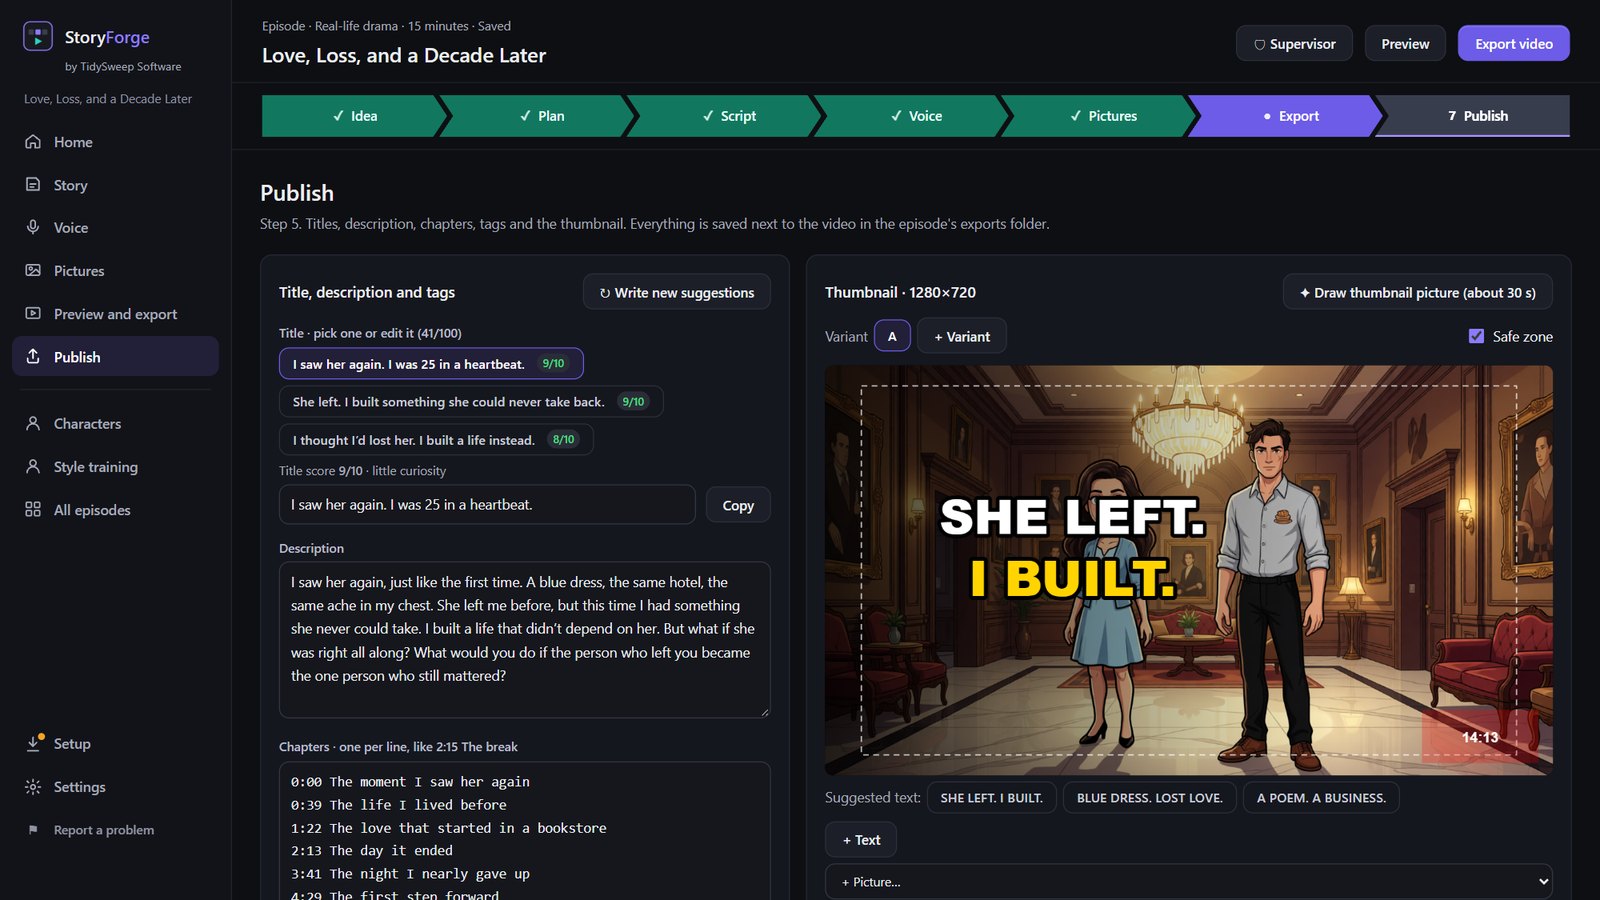 StoryForge
by TidySweep Software
Love, Loss, and a Decade Later
Home
Story
Voice
Pictures
Preview and export
Publish
Characters
Style training
All episodes
Setup
Settings
Report a problem
Episode · Real-life drama · 15 minutes · Saved
Love, Loss, and a Decade Later
Supervisor
Preview
Export video
✓ Idea
✓ Plan
✓ Script
✓ Voice
✓ Pictures
● Export
7 Publish
Publish
Step 5. Titles, description, chapters, tags and the thumbnail. Everything is saved next to the video in the episode's exports folder.
Title, description and tags
↻ Write new suggestions
Title · pick one or edit it (41/100)
I saw her again. I was 25 in a heartbeat. 9/10
She left. I built something she could never take back. 9/10
I thought I'd lost her. I built a life instead. 8/10
Title score 9/10 · little curiosity
I saw her again. I was 25 in a heartbeat.
Copy
Description
I saw her again, just like the first time. A blue dress, the same hotel, the
same ache in my chest. She left me before, but this time I had something
she never could take. I built a life that didn't depend on her. But what if she
was right all along? What would you do if the person who left you became
the one person who still mattered?
Chapters · one per line, like 2:15 The break
0:00 The moment I saw her again
0:39 The life I lived before
1:22 The love that started in a bookstore
2:13 The day it ended
3:41 The night I nearly gave up
4:29 The first step forward
Thumbnail · 1280×720
✦ Draw thumbnail picture (about 30 s)
Variant
A
+ Variant
Safe zone
SHE LEFT.
I BUILT.
14:13
Suggested text:
SHE LEFT. I BUILT.
BLUE DRESS. LOST LOVE.
A POEM. A BUSINESS.
+ Text
+ Picture...